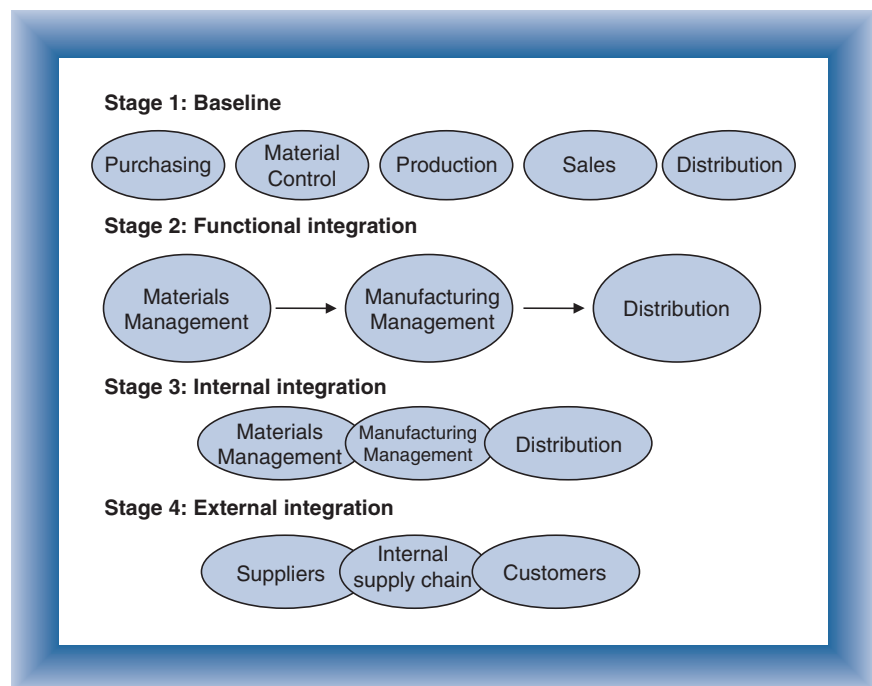 Stage 1: Baseline
Purchasing
Material
Control
Production
Sales
Distribution
Stage 2: Functional integration
Materials
Management
Manufacturing
Management
Distribution
Stage 3: Internal integration
Materials
Management
Manufacturing
Management
Distribution
Stage 4: External integration
Suppliers
Internal
supply chain
Customers